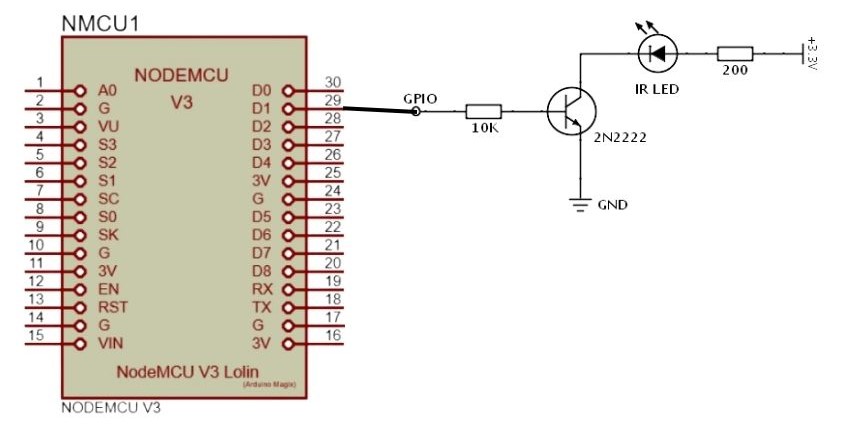 NMCU1
NODEMCU
V3
1 A0 D0 30
2 G D1 29
3 VU D2 28
4 S3 D3 27
5 S2 D4 26
6 S1 3V 25
7 SC G 24
8 S0 D5 23
9 SK D6 22
10 G D7 21
11 3V D8 20
12 EN RX 19
13 RST TX 18
14 G G 17
15 VIN 3V 16
NodeMCU V3 Lolin
(Arduino Magix)
NODEMCU V3
GPIO
10K
2N2222
GND
IR LED
200
+3.3V